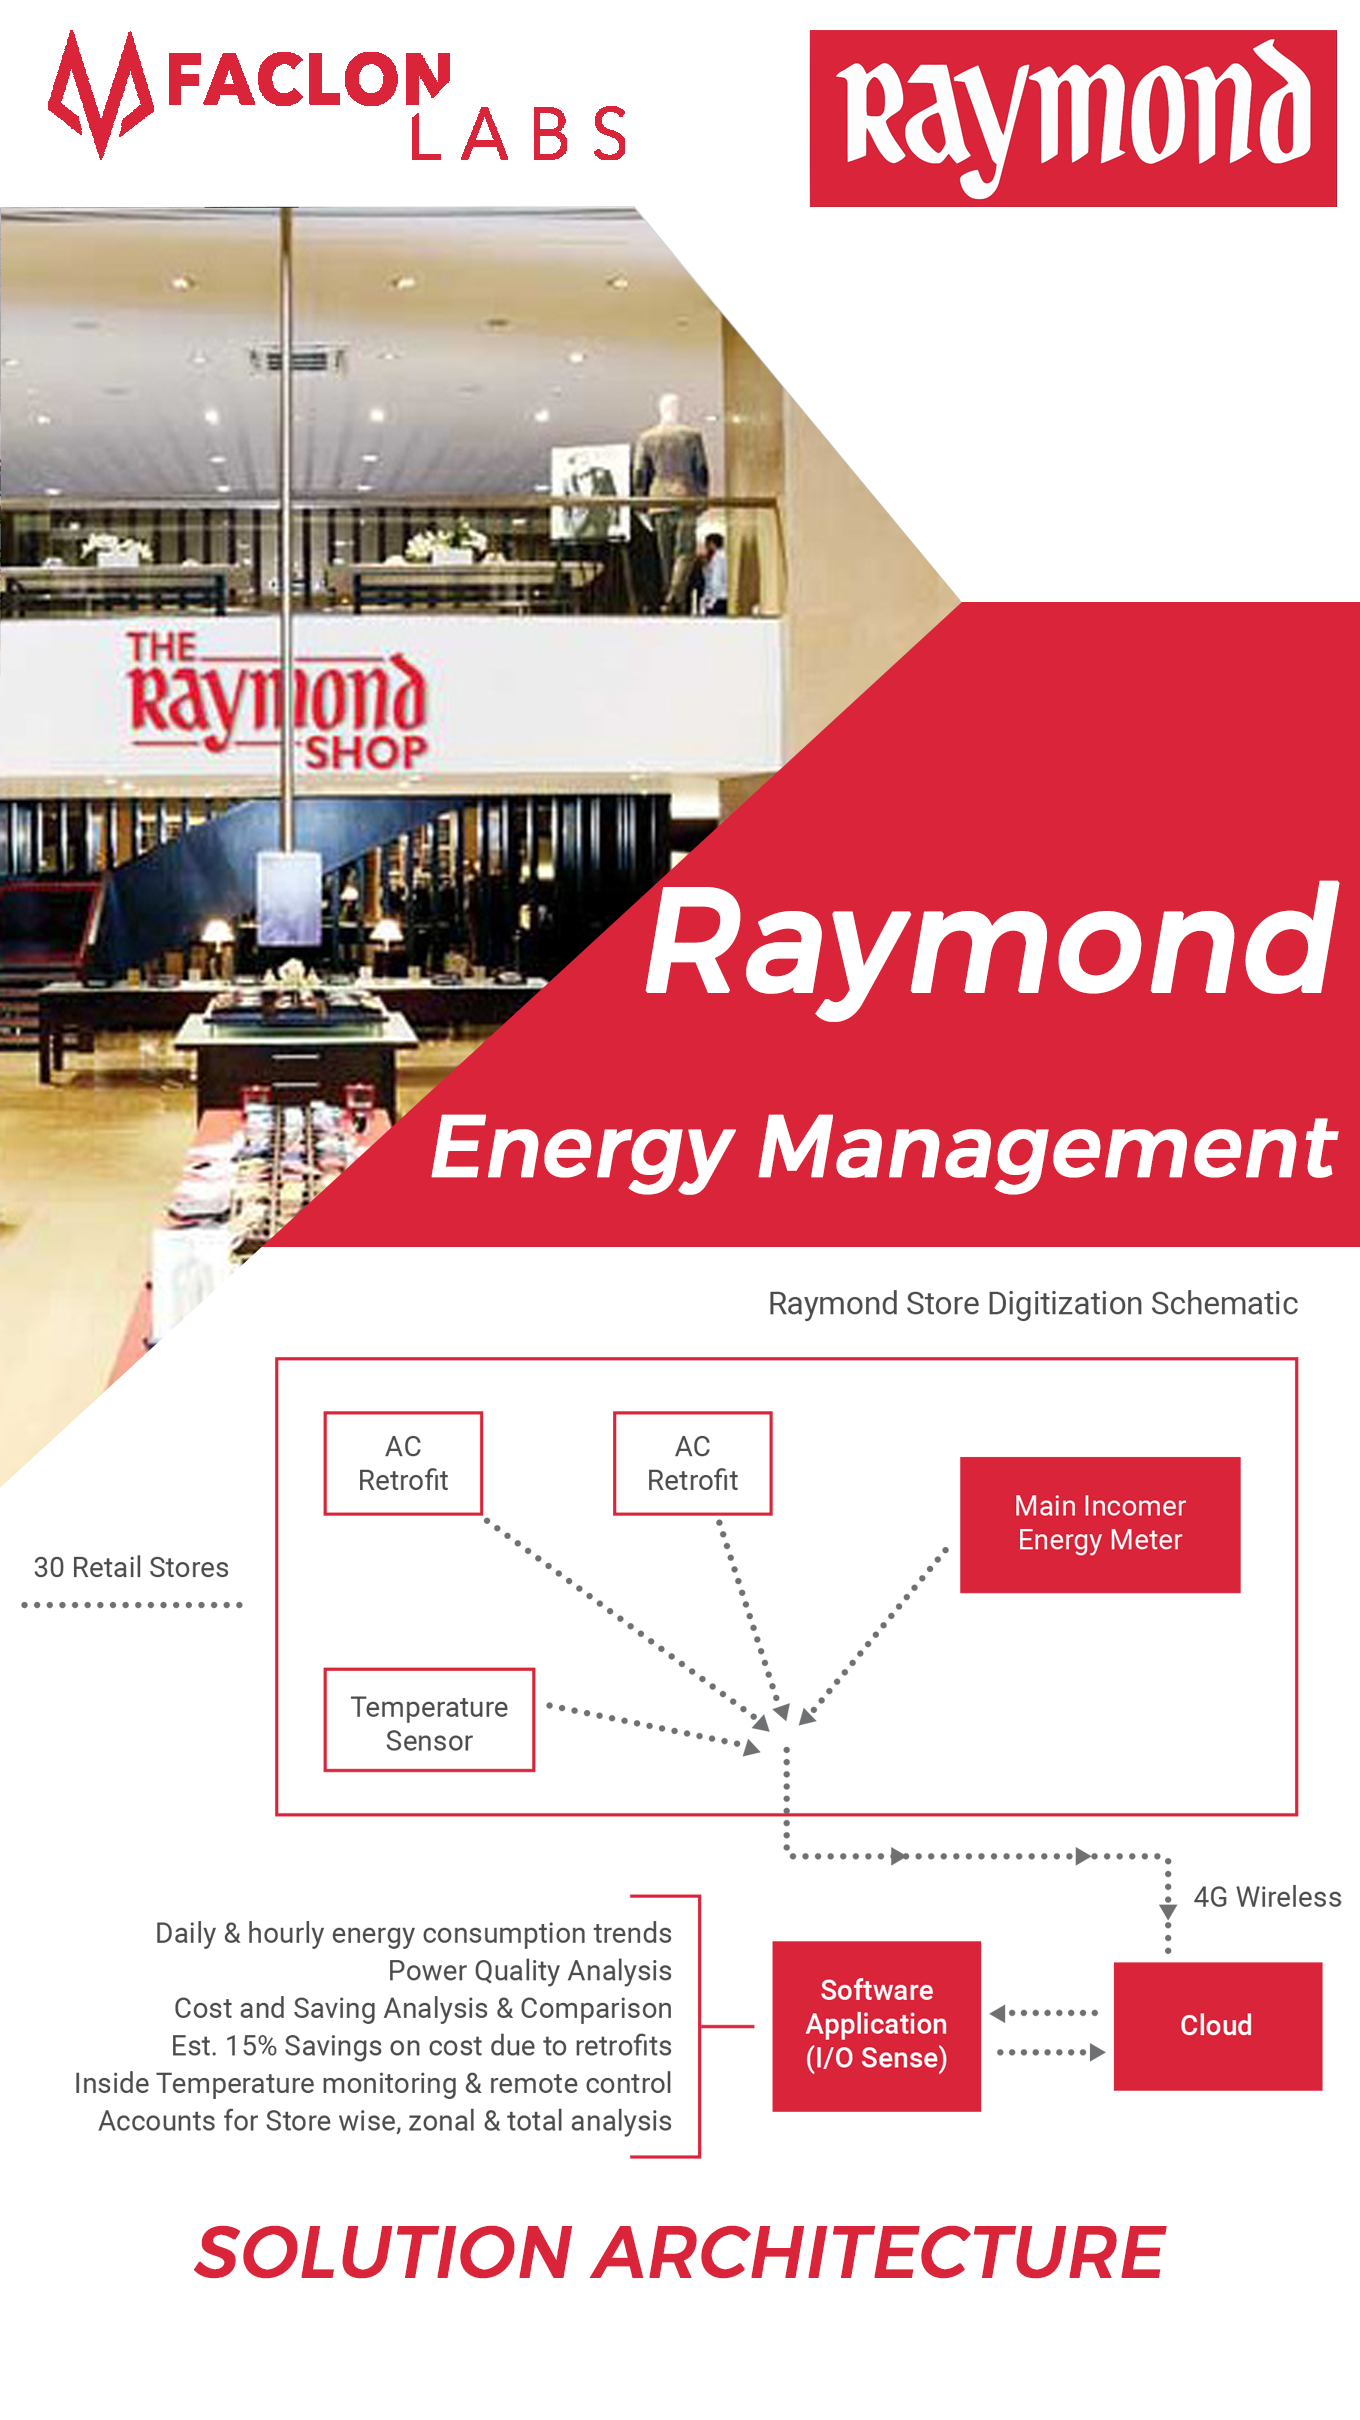 FACLON
LABS
Raymond
THE
Raymond
SHOP
Raymond
Energy Management
Raymond Store Digitization Schematic
AC
Retrofit
AC
Retrofit
Main Incomer
Energy Meter
30 Retail Stores
Temperature
Sensor
4G Wireless
Daily & hourly energy consumption trends
Power Quality Analysis
Cost and Saving Analysis & Comparison
Est. 15% Savings on cost due to retrofits
Inside Temperature monitoring & remote control
Accounts for Store wise, zonal & total analysis
Software
Application
(I/O Sense)
Cloud
SOLUTION ARCHITECTURE